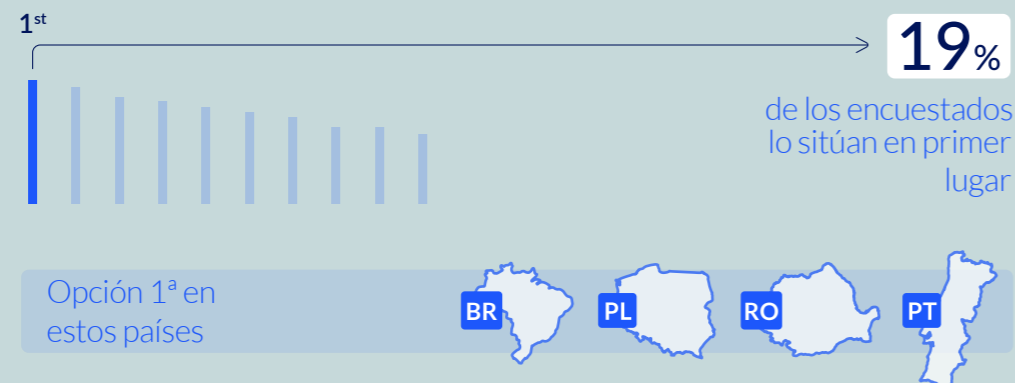 1st
19%
de los encuestados
lo sitúan en primer
lugar
Opción 1ª en
estos países
BR
PL
RO
PT